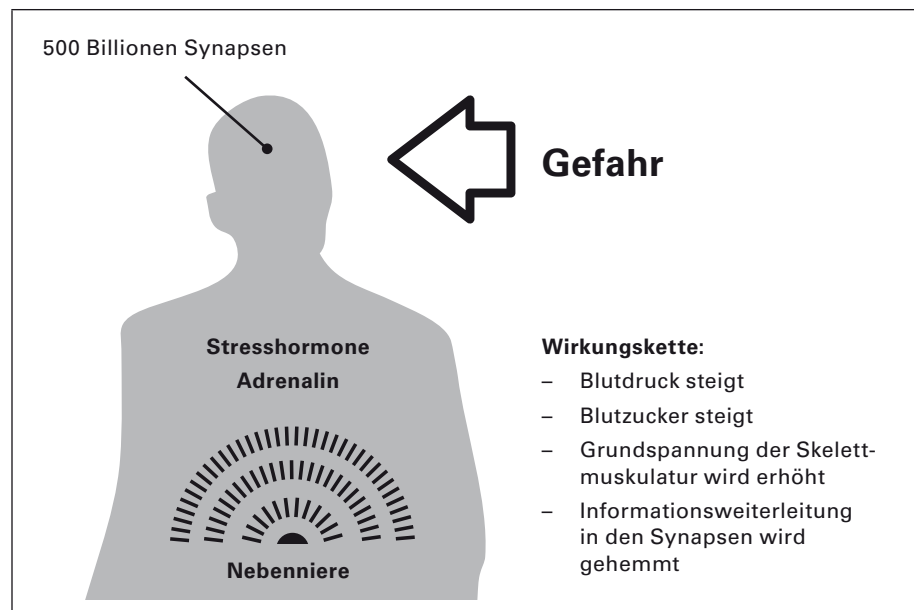 500 Billionen Synapsen
Gefahr
Stresshormone
Adrenalin
Nebenniere
Wirkungskette:
– Blutdruck steigt
– Blutzucker steigt
– Grundspannung der Skelett-
muskulatur wird erhöht
– Informationsweiterleitung
in den Synapsen wird
gehemmt